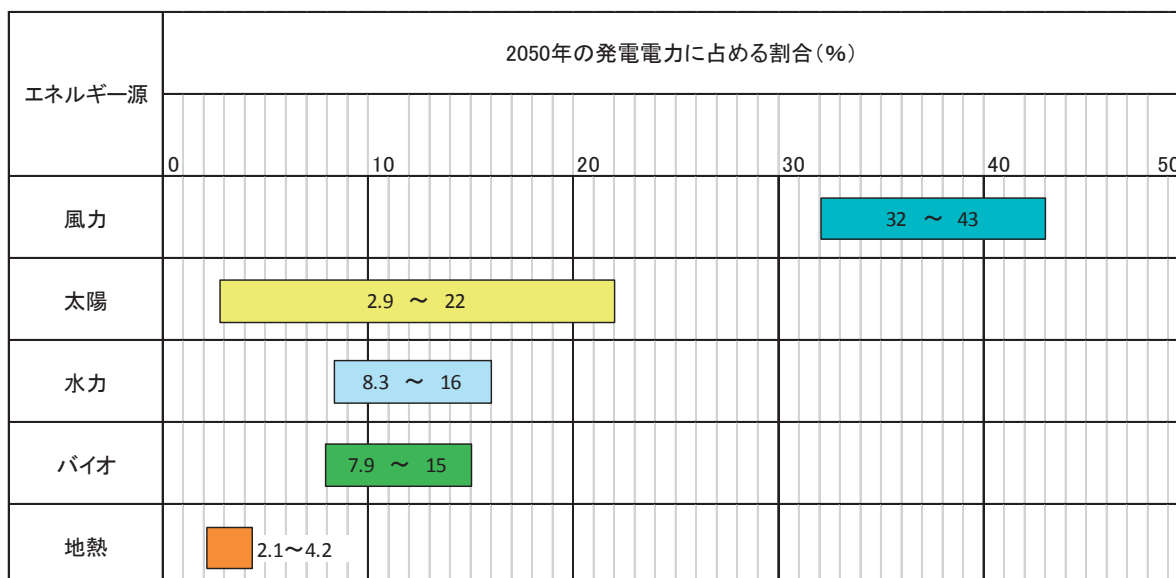 エネルギー源
2050年の発電電力に占める割合(%)
0 10 20 30 40 50
風力
32 ～ 43
太陽
2.9 ～ 22
水力
8.3 ～ 16
バイオ
7.9 ～ 15
地熱
2.1～4.2